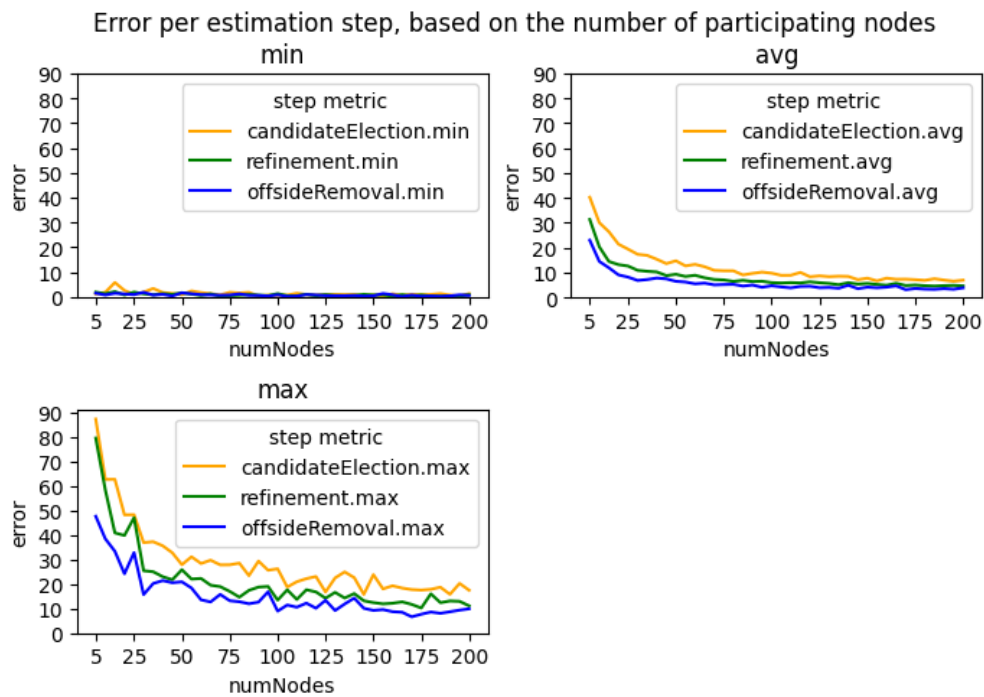 Error per estimation step, based on the number of participating nodes
min
90
80
70
60
50
40
30
20
10
0
error
step metric
candidateElection.min
refinement.min
offsideRemoval.min
5 25 50 75 100 125 150 175 200
numNodes
avg
90
80
70
60
50
40
30
20
10
0
error
step metric
candidateElection.avg
refinement.avg
offsideRemoval.avg
5 25 50 75 100 125 150 175 200
numNodes
max
90
80
70
60
50
40
30
20
10
0
error
step metric
candidateElection.max
refinement.max
offsideRemoval.max
5 25 50 75 100 125 150 175 200
numNodes